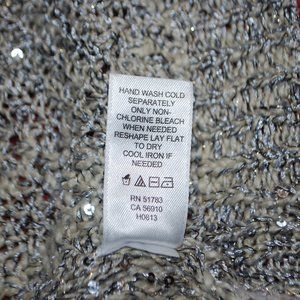 HAND WASH COLD
SEPARATELY
ONLY NON-
CHLORINE BLEACH
WHEN NEEDED
RESHAPE LAY FLAT
TO DRY
COOL IRON IF
NEEDED
RN 51783
CA 56910
H0613